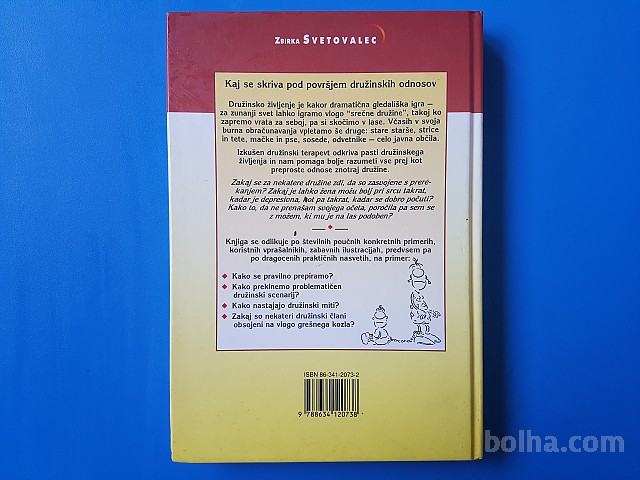 ZBIRKA SVETOVALEC
Kaj se skriva pod površjem družinskih odnosov
Družinsko življenje je kakor dramatična gledališka igra –
za zunanji svet lahko igramo vlogo “srečne družine”, takoj ko
zapremo vrata za seboj, pa si skočimo v lase. Včasih v svoja
burna obračunavanja vpletamo še druge: stare starše, strice
in tete, mačke in pse, sosede, odvetnike – celo javna občila.
Izkušen družinski terapevt odkriva pasti družinskega
življenja in nam pomaga bolje razumeti vse prej kot
preproste odnose znotraj družine.
Zakaj se za nekatere družine zdi, da so zasvojene s prere-
kanjem? Zakaj je lahko žena možu bolj pri srcu takrat,
kadar je depresivna, kot pa takrat, kadar se dobro počuti?
Kako to, da ne prenašam svojega očeta, poročila pa sem se
z možem, ki mu je na las podoben?
Knjiga se odlikuje po številnih poučnih konkretnih primerih,
koristnih vprašalnikih, zabavnih ilustracijah, predvsem pa
po dragocenih praktičnih nasvetih, na primer:
◆ Kako se pravilno prepiramo?
◆ Kako prekinemo problematičen
družinski scenarij?
◆ Kako nastajajo družinski miti?
◆ Zakaj so nekateri družinski člani
obsojeni na vlogo grešnega kozla?
ISBN 86-341-2073-2
9 788634 120738
bolha.com